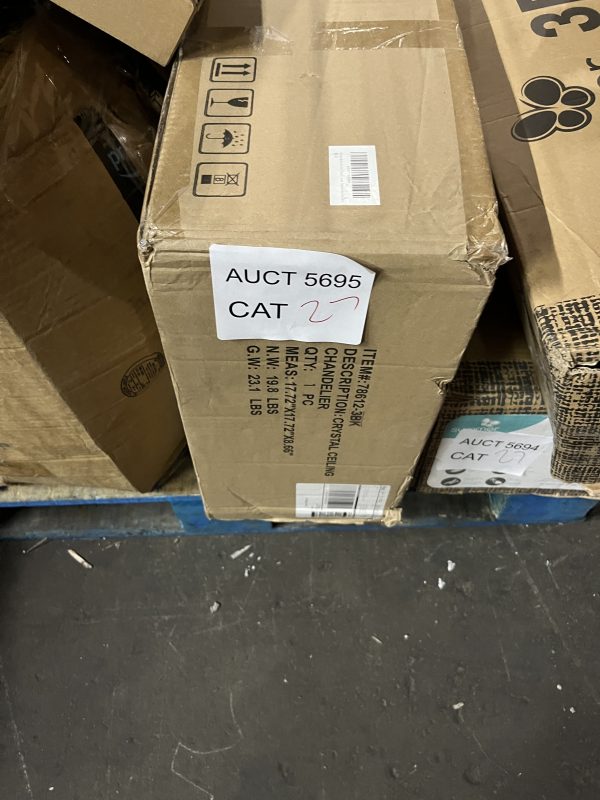 AUCT 5695
CAT 27
ITEM#:78612-3BK
DESCRIPTION:CRYSTAL CEILING
CHANDELIER
QTY: 1 PC
MEAS:17.72"X17.72"X8.66"
N.W: 19.8 LBS
G.W: 23.1 LBS
AUCT 5694
CAT 27